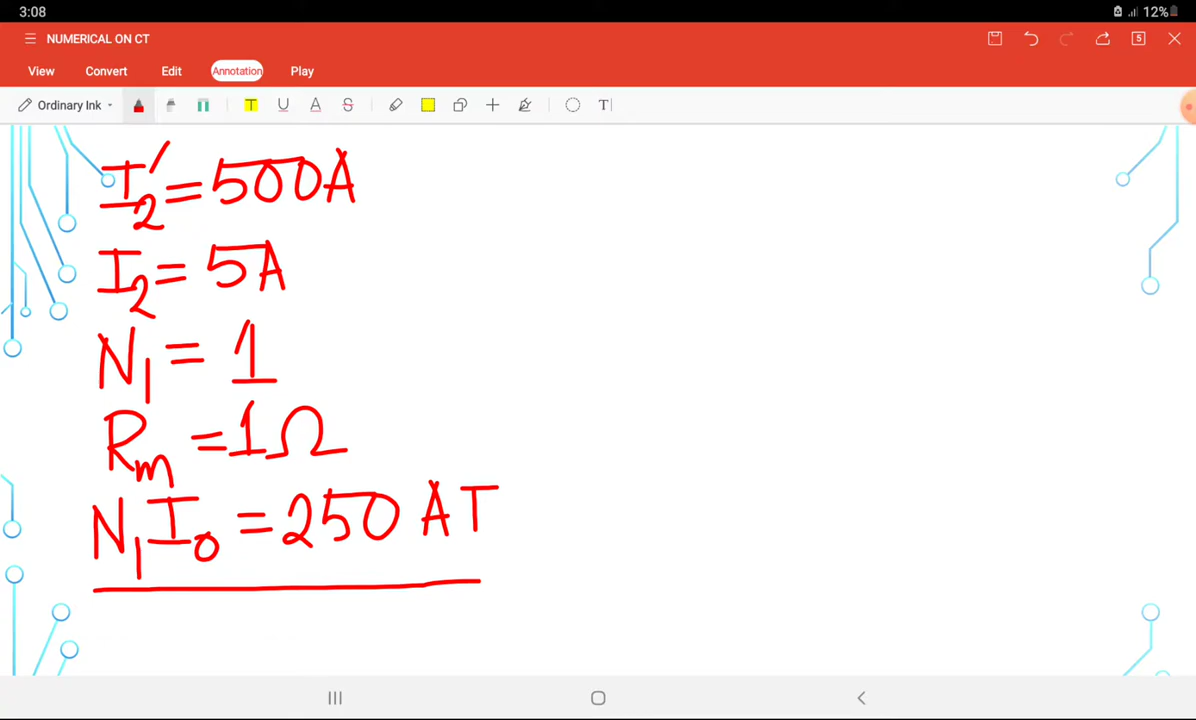 3:08
12%
NUMERICAL ON CT
5
View Convert Edit Annotation Play
Ordinary Ink T U A S T
I₂′ = 500A
I₂ = 5A
N₁ = 1
Rm = 1Ω
N₁I₀ = 250 AT